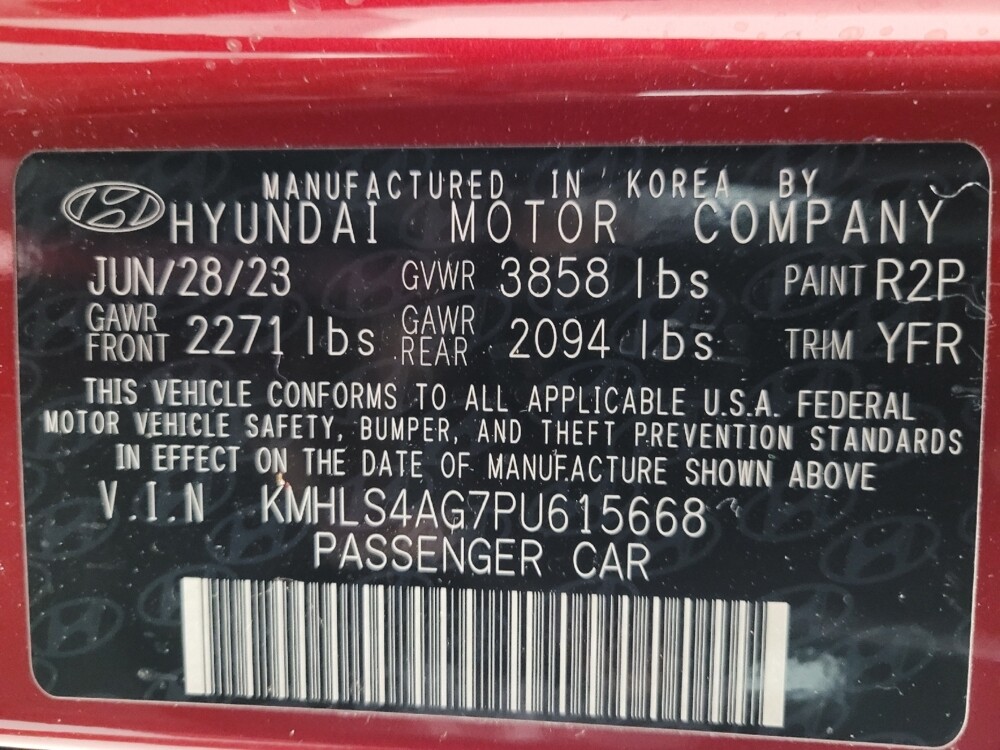 MANUFACTURED IN KOREA BY
HYUNDAI MOTOR COMPANY
JUN/28/23 GVWR 3858 lbs PAINT R2P
GAWR FRONT 2271 lbs GAWR REAR 2094 lbs TRIM YFR
THIS VEHICLE CONFORMS TO ALL APPLICABLE U.S.A. FEDERAL
MOTOR VEHICLE SAFETY, BUMPER, AND THEFT PREVENTION STANDARDS
IN EFFECT ON THE DATE OF MANUFACTURE SHOWN ABOVE
V.I.N KMHLS4AG7PU615668
PASSENGER CAR